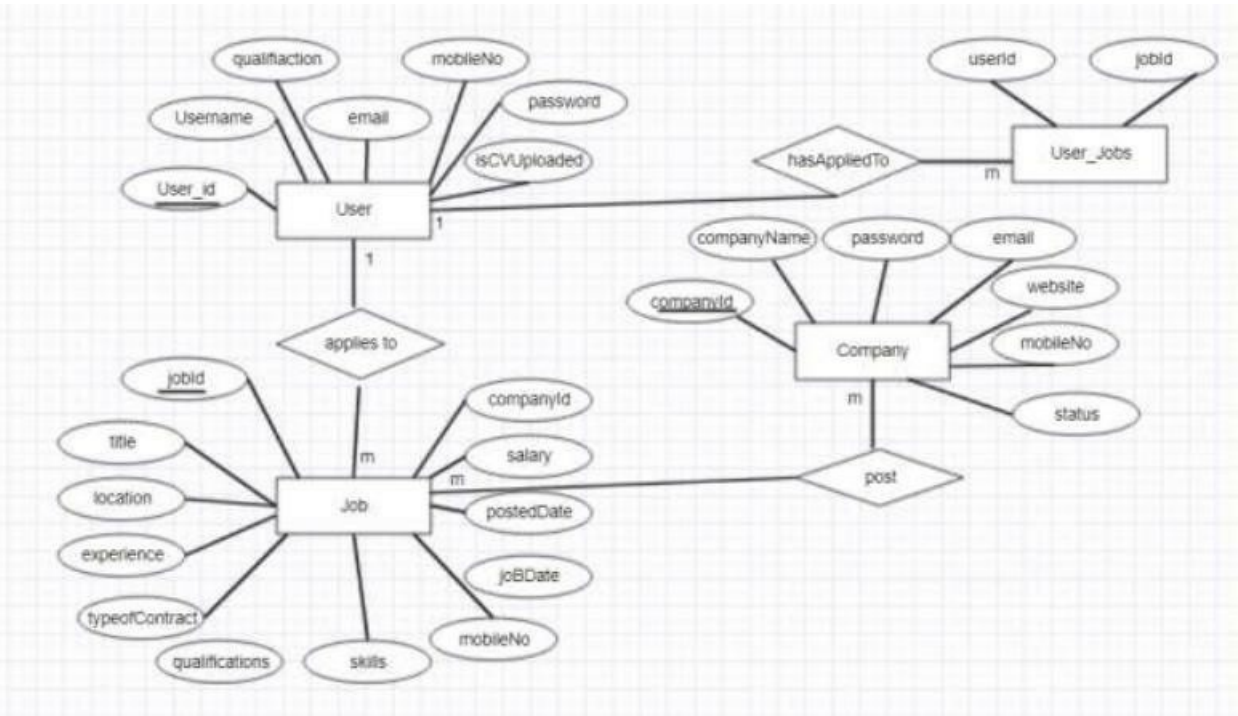 qualifiaction
mobileNo
userId
jobId
Username
email
password
isCVUploaded
hasAppliedTo
m
User_Jobs
User_id
User
1
companyName
password
email
1
companyId
website
applies to
Company
mobileNo
jobId
companyId
m
status
title
m
salary
m
post
location
Job
postedDate
experience
joBDate
typeofContract
mobileNo
qualifications
skills